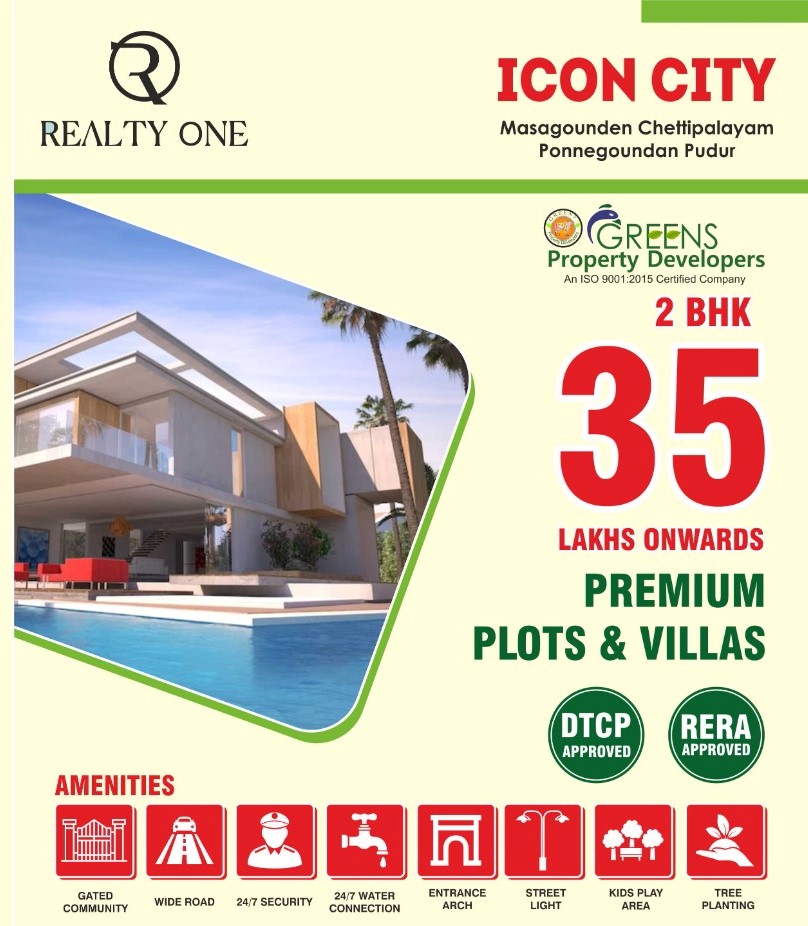 REALTY ONE
ICON CITY
Masagounden Chettipalayam
Ponnegoundan Pudur
GREENS
Property Developers
An ISO 9001:2015 Certified Company
2 BHK
35
LAKHS ONWARDS
PREMIUM
PLOTS & VILLAS
DTCP
APPROVED
RERA
APPROVED
AMENITIES
GATED
COMMUNITY
WIDE ROAD
24/7 SECURITY
24/7 WATER
CONNECTION
ENTRANCE
ARCH
STREET
LIGHT
KIDS PLAY
AREA
TREE
PLANTING